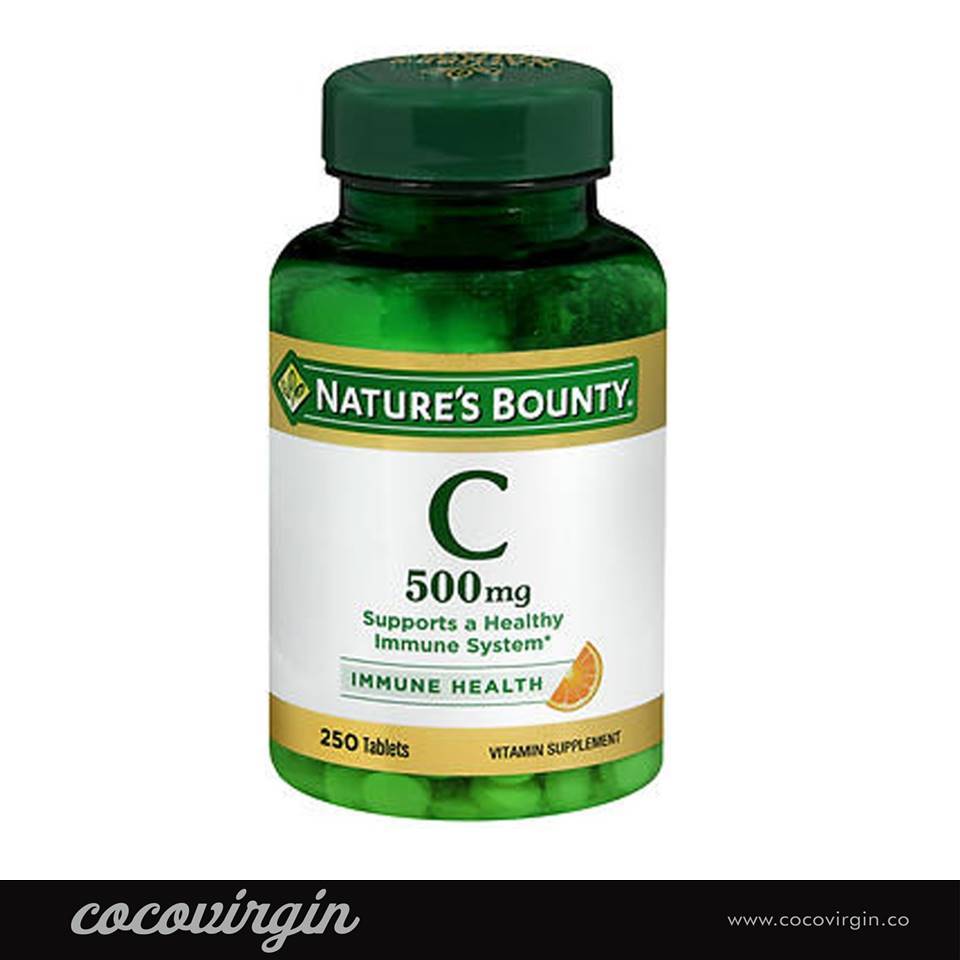 NATURE'S BOUNTY®
C
500mg
Supports a Healthy
Immune System*
IMMUNE HEALTH
250 Tablets
VITAMIN SUPPLEMENT
cocovirgin
www.cocovirgin.co